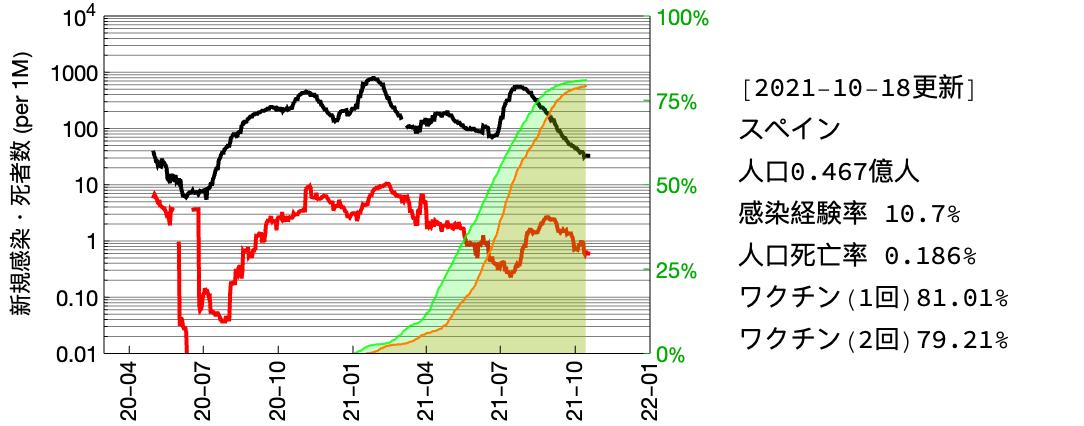 10^4
1000
100
10
1
0.10
0.01
新規感染・死者数 (per 1M)
100%
75%
50%
25%
0%
20-04
20-07
20-10
21-01
21-04
21-07
21-10
22-01
[2021-10-18更新]
スペイン
人口0.467億人
感染経験率 10.7%
人口死亡率 0.186%
ワクチン(1回)81.01%
ワクチン(2回)79.21%